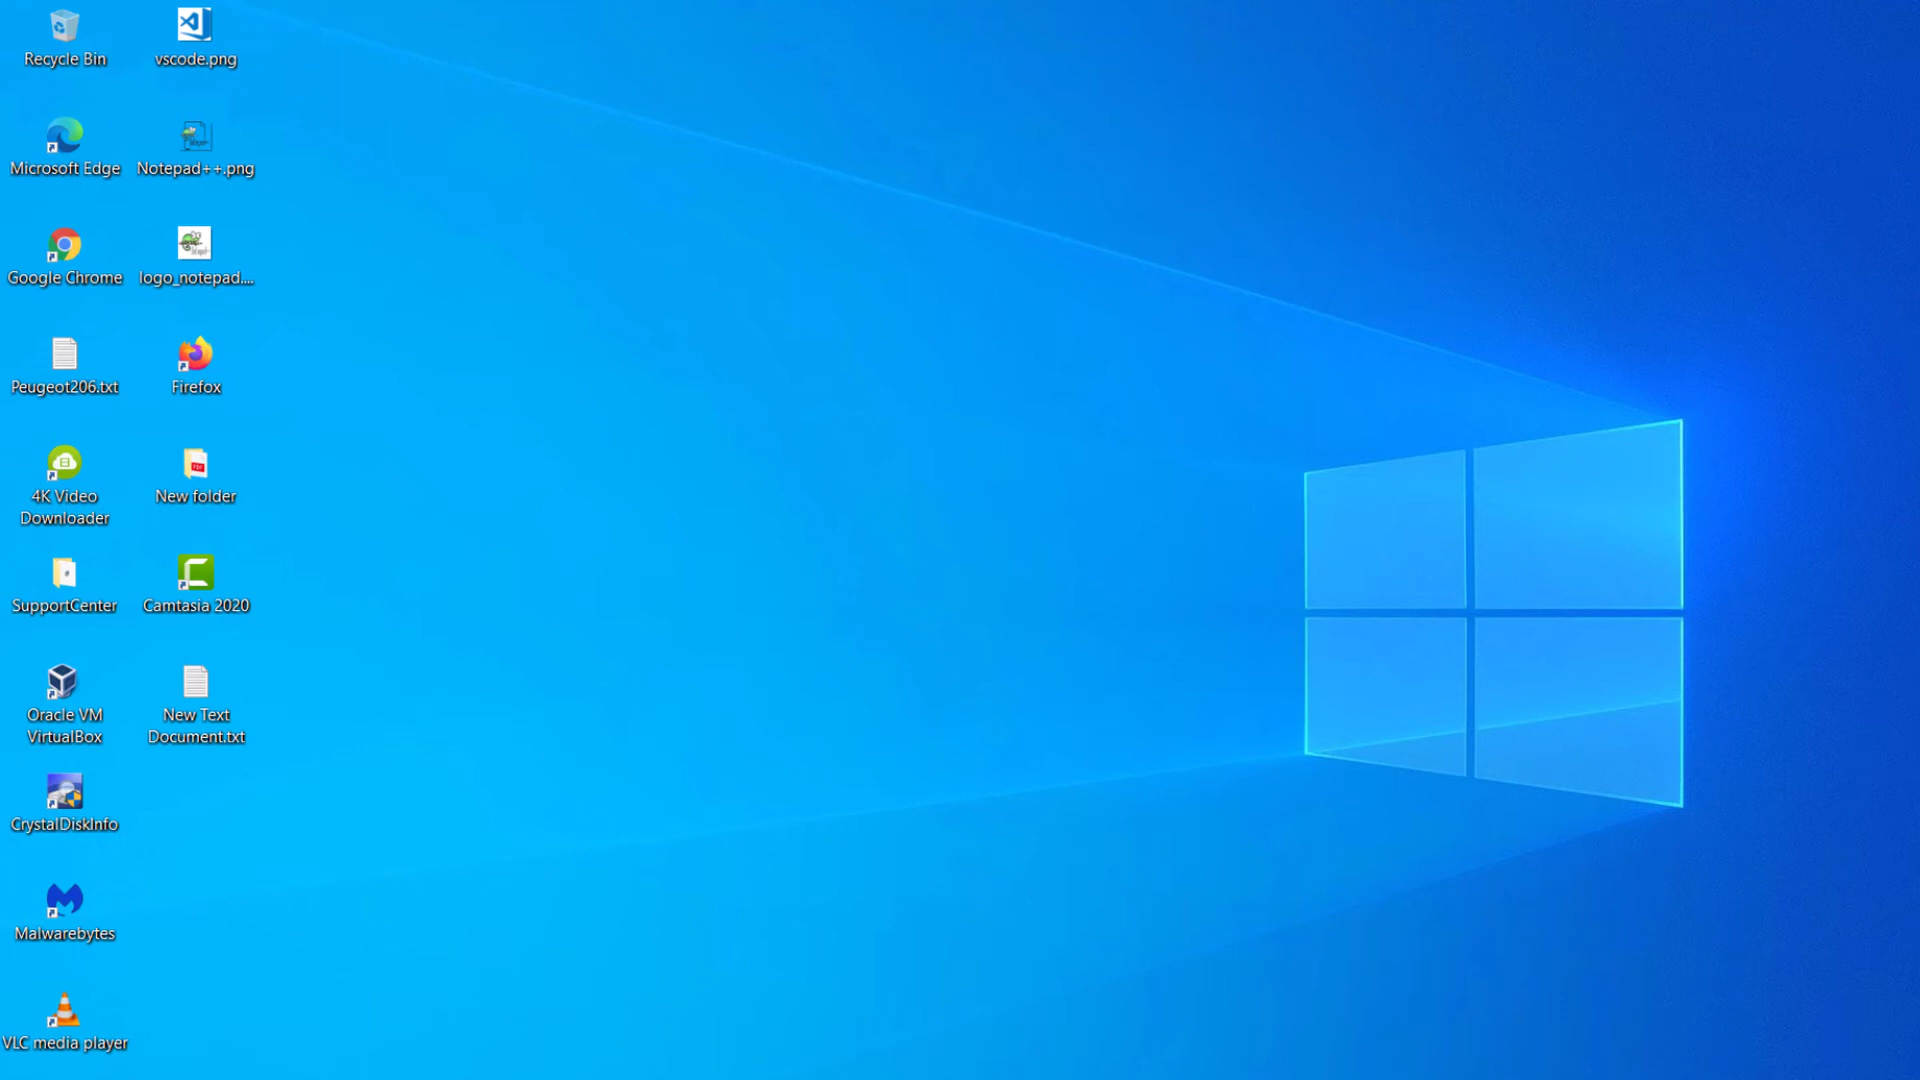 Recycle Bin
vscode.png
Microsoft Edge
Notepad++.png
Google Chrome
logo_notepad....
Peugeot206.txt
Firefox
4K Video
Downloader
New folder
SupportCenter
Camtasia 2020
Oracle VM
VirtualBox
New Text
Document.txt
CrystalDiskInfo
Malwarebytes
VLC media player